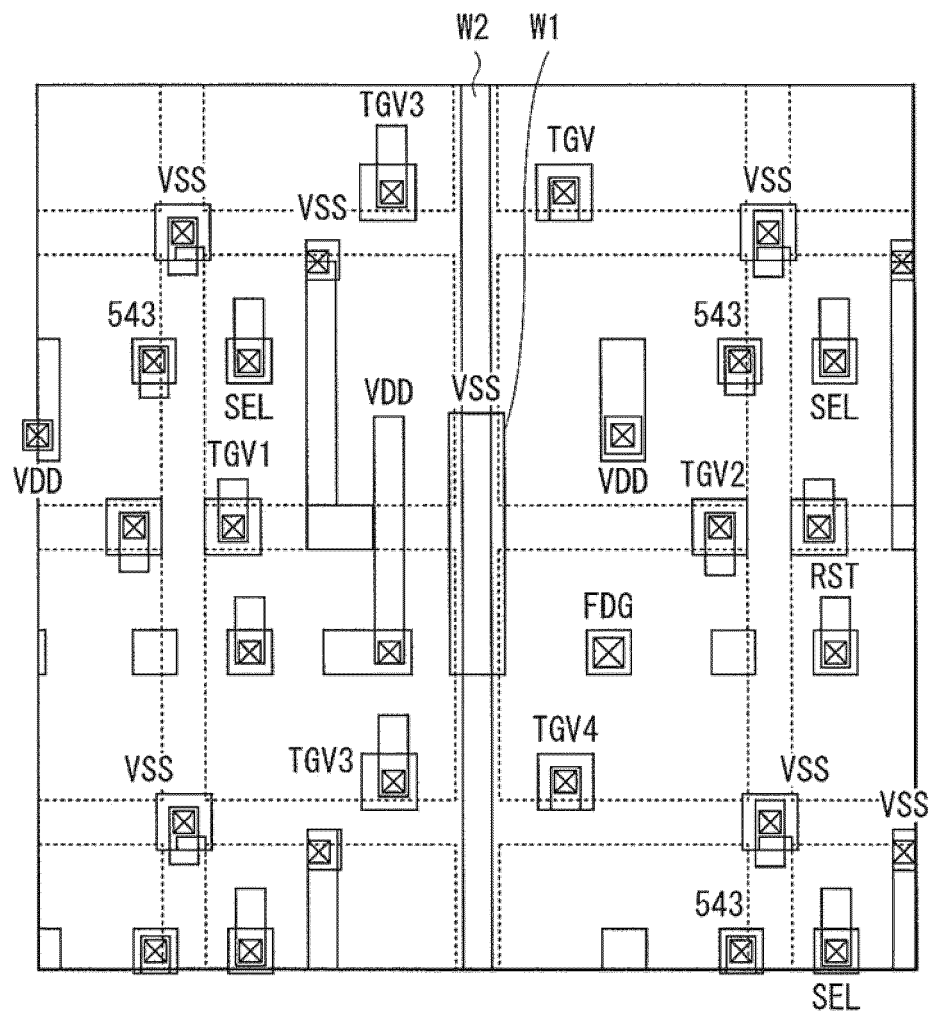 W2 W1
TGV3
TGV
VSS
VSS
VSS
543
543
VDD
VSS
SEL
SEL
VDD
TGV1
VDD
TGV2
RST
FDG
TGV4
TGV3
VSS
VSS
VSS
543
SEL